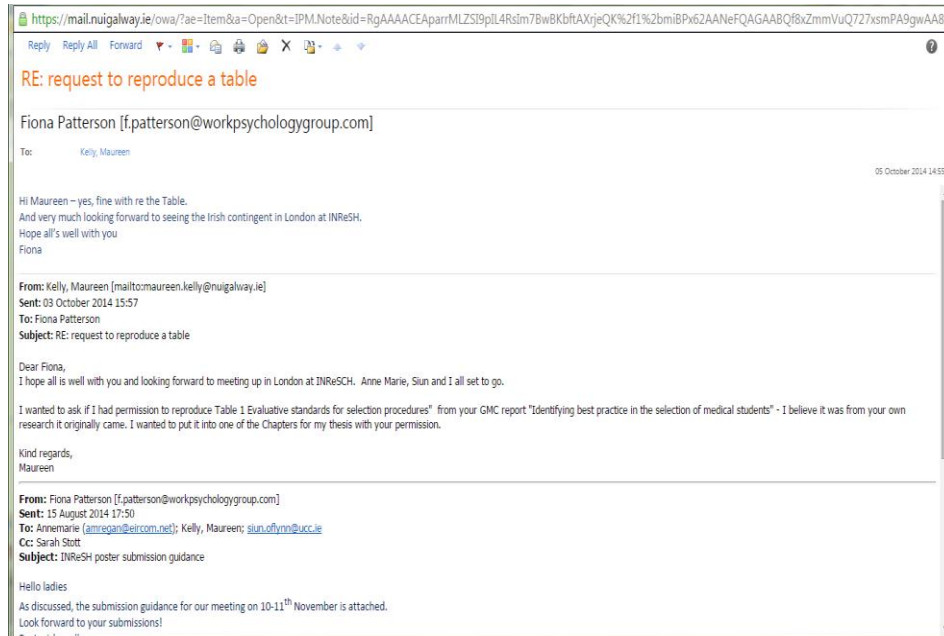 https://mail.nuigalway.ie/owa/?ae=Item&a=Open&t=IPM.Note&id=
Reply Reply All Forward
RE: request to reproduce a table
Fiona Patterson [f.patterson@workpsychologygroup.com]
To: Kelly, Maureen
05 October 2014 14:55
Hi Maureen – yes, fine with re the Table.
And very much looking forward to seeing the Irish contingent in London at INReSH.
Hope all's well with you
Fiona
From: Kelly, Maureen [mailto:maureen.kelly@nuigalway.ie]
Sent: 03 October 2014 15:57
To: Fiona Patterson
Subject: RE: request to reproduce a table
Dear Fiona,
I hope all is well with you and looking forward to meeting up in London at INReSCH. Anne Marie, Siun and I all set to go.
I wanted to ask if I had permission to reproduce Table 1 Evaluative standards for selection procedures" from your GMC report "Identifying best practice in the selection of medical students" - I believe it was from your own
research it originally came. I wanted to put it into one of the Chapters for my thesis with your permission.
Kind regards,
Maureen
From: Fiona Patterson [f.patterson@workpsychologygroup.com]
Sent: 15 August 2014 17:50
To: Annemarie (amregan@eircom.net); Kelly, Maureen; siun.oflynn@ucc.ie
Cc: Sarah Stott
Subject: INReSH poster submission guidance
Hello ladies
As discussed, the submission guidance for our meeting on 10-11th November is attached.
Look forward to your submissions!